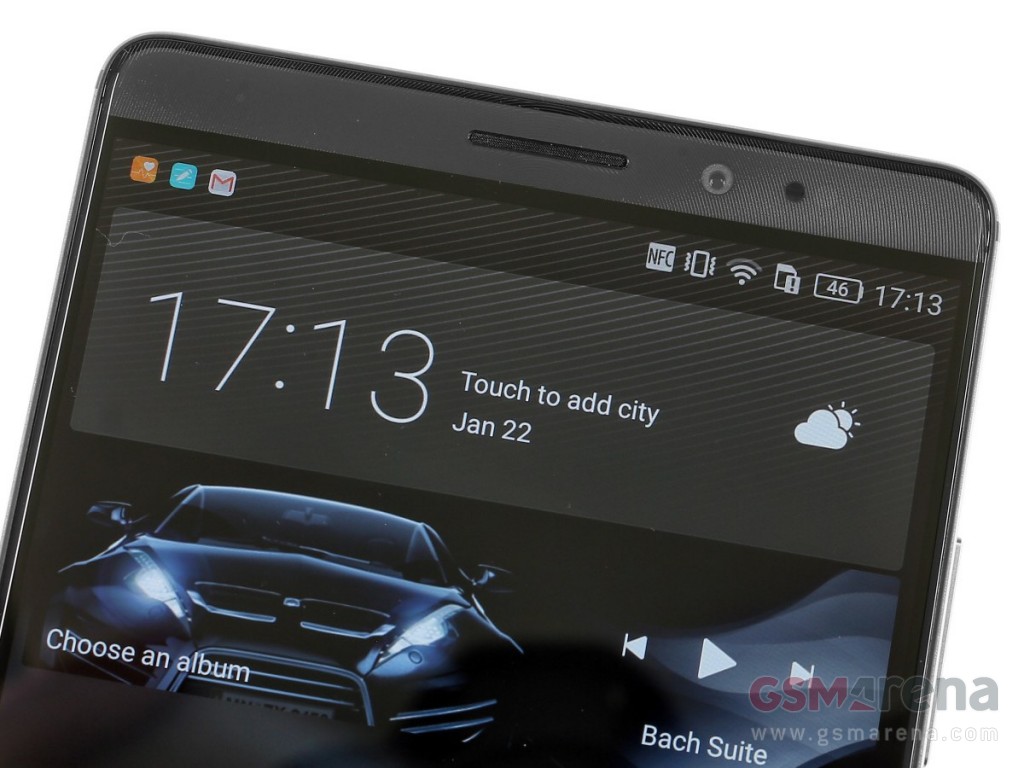 NFC 46 17:13
17:13
Touch to add city
Jan 22
Choose an album
Bach Suite
GSMarena
www.gsmarena.com